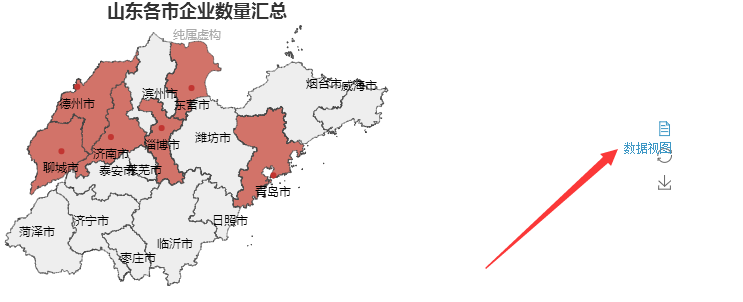 山东各市企业数量汇总
纯属虚构
烟台市
威海市
德州市
滨州市
东营市
数据视图
潍坊市
淄博市
济南市
聊城市
泰安市
莱芜市
青岛市
菏泽市
济宁市
日照市
临沂市
枣庄市